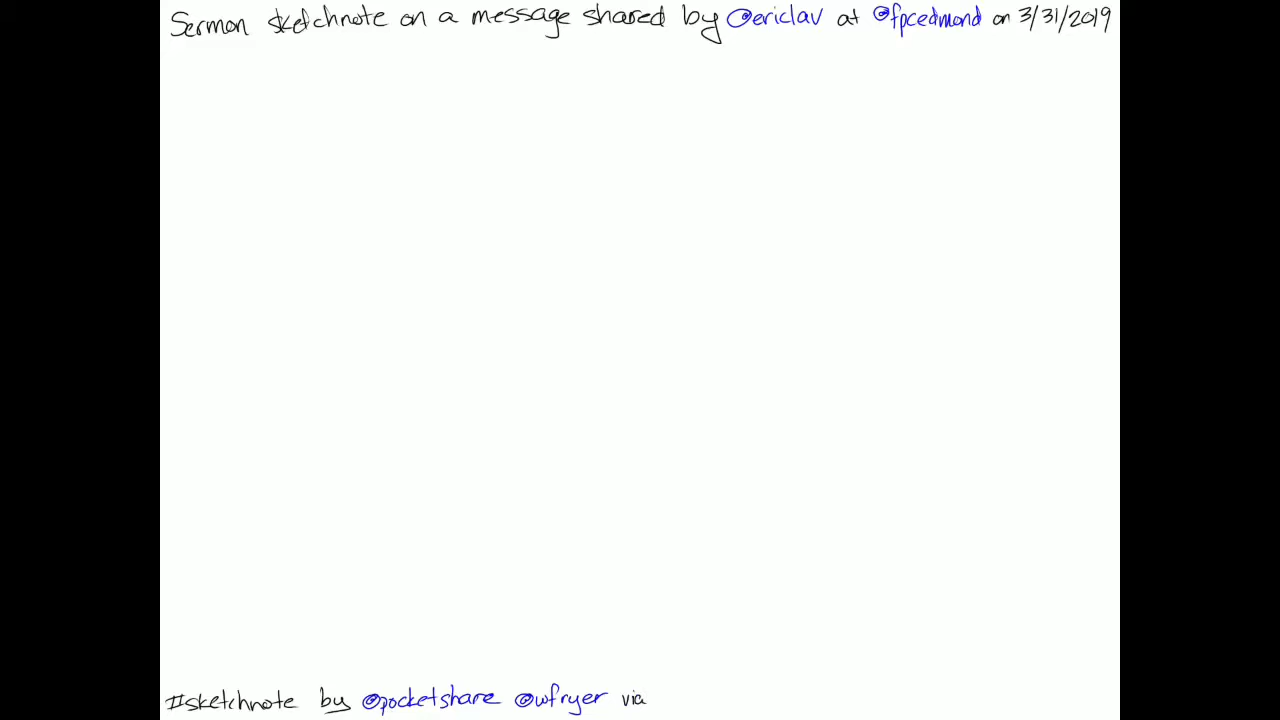 Sermon sketchnote on a message shared by @ericlav at @fpcedmond on 3/31/2019
#sketchnote by @pocketshare @wfryer via